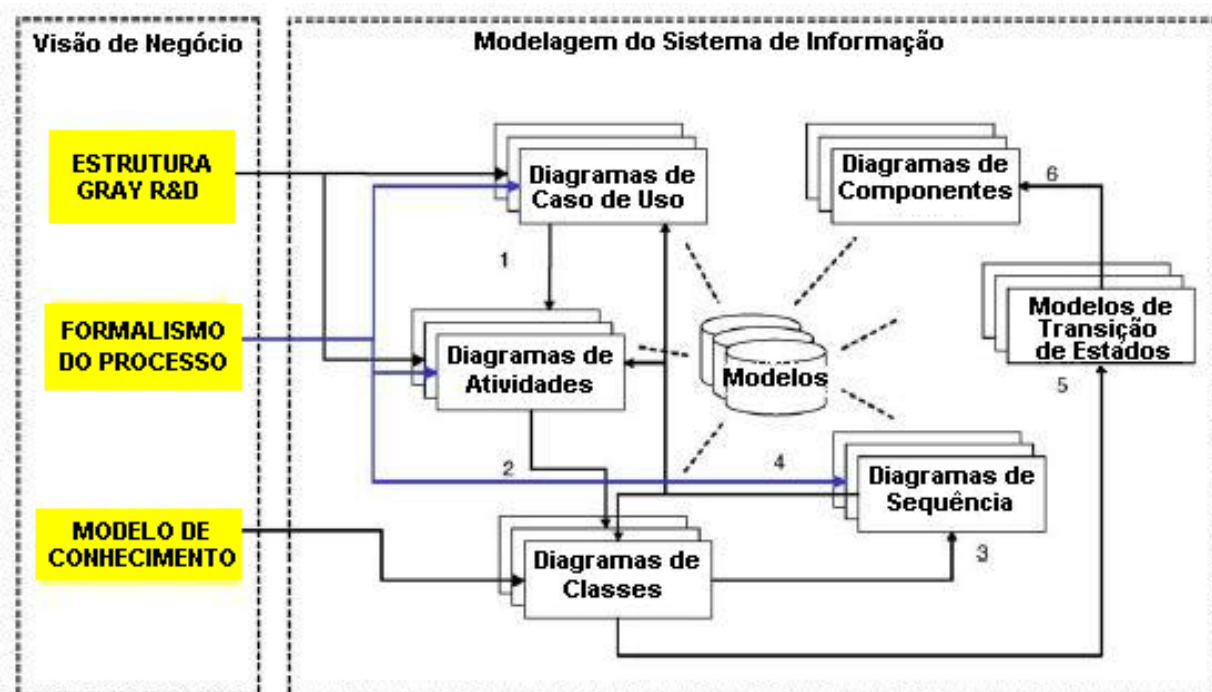 Visão de Negócio
Modelagem do Sistema de Informação
ESTRUTURA
GRAY R&D
Diagramas de
Caso de Uso
Diagramas de
Componentes
6
1
FORMALISMO
DO PROCESSO
Diagramas de
Atividades
Modelos
Modelos de
Transição
de Estados
5
2
4
Diagramas de
Sequência
MODELO DE
CONHECIMENTO
Diagramas de
Classes
3